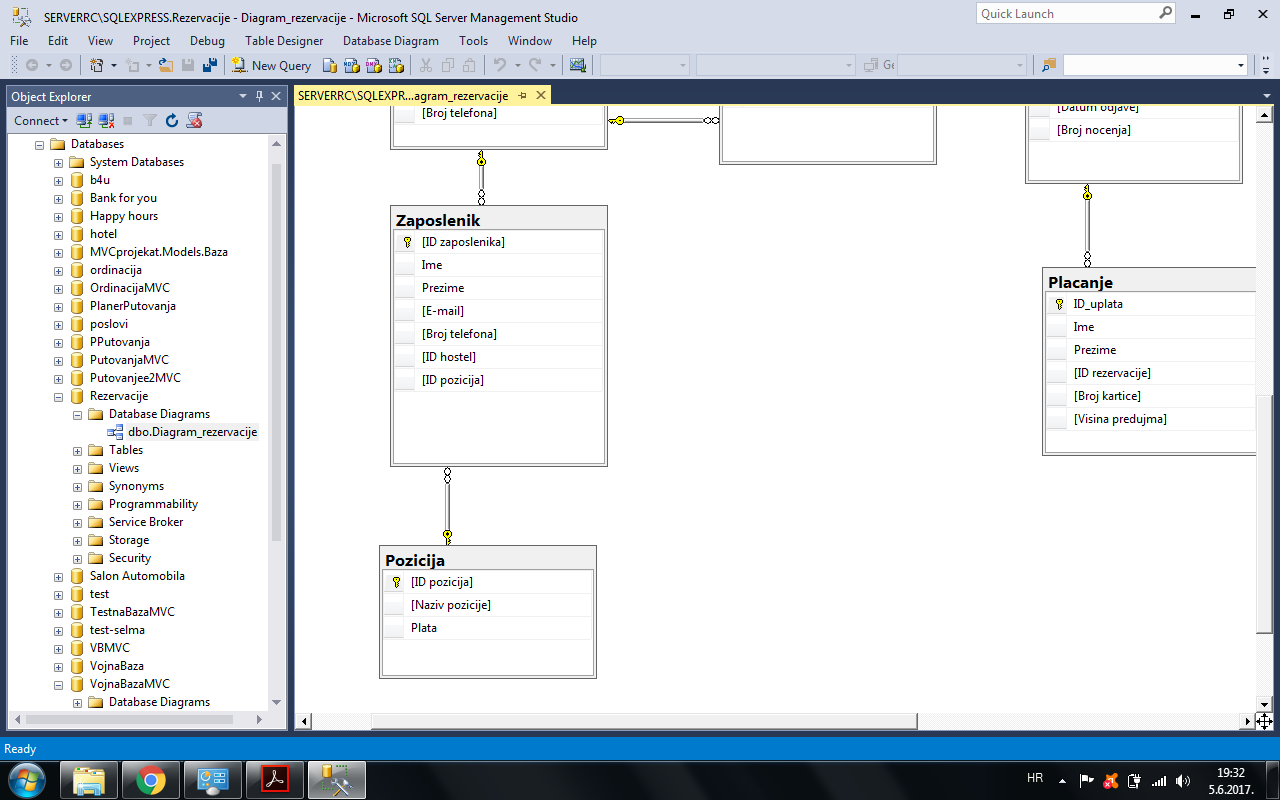 SERVERRC\SQLEXPRESS.Rezervacije - Diagram_rezervacije - Microsoft SQL Server Management Studio
Quick Launch
File Edit View Project Debug Table Designer Database Diagram Tools Window Help
New Query
Ge
Object Explorer
Connect
Databases
System Databases
b4u
Bank for you
Happy hours
hotel
MVCprojekat.Models.Baza
ordinacija
OrdinacijaMVC
PlanerPutovanja
poslovi
PPutovanja
PutovanjaMVC
Putovanjee2MVC
Rezervacije
Database Diagrams
dbo.Diagram_rezervacije
Tables
Views
Synonyms
Programmability
Service Broker
Storage
Security
Salon Automobila
test
TestnaBazaMVC
test-selma
VBMVC
VojnaBaza
VojnaBazaMVC
Database Diagrams
SERVERRC\SQLEXPR...agram_rezervacije
[Broj telefona]
Zaposlenik
[ID zaposlenika]
Ime
Prezime
[E-mail]
[Broj telefona]
[ID hostel]
[ID pozicija]
Pozicija
[ID pozicija]
[Naziv pozicije]
Plata
[Datum odjave]
[Broj nocenja]
Placanje
ID_uplata
Ime
Prezime
[ID rezervacije]
[Broj kartice]
[Visina predujma]
Ready
HR
19:32
5.6.2017.